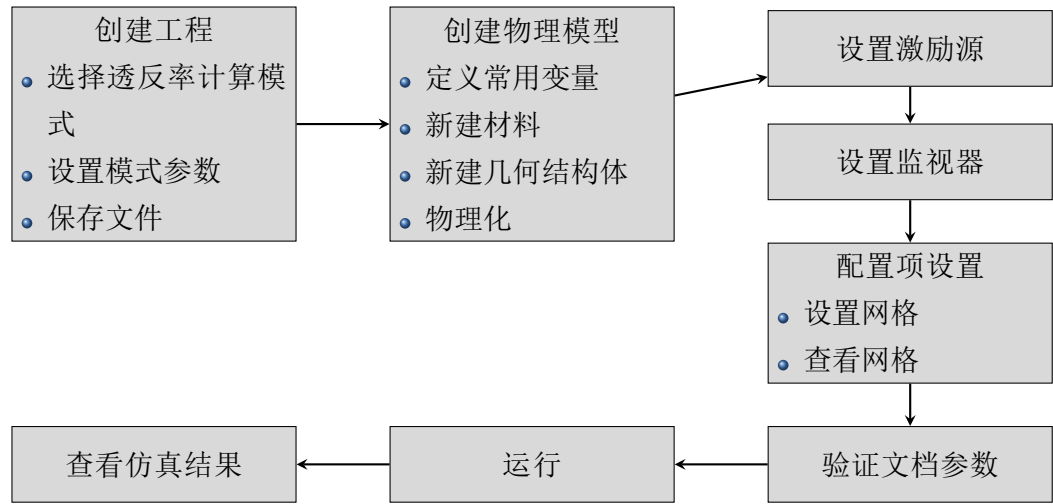 创建工程
选择透反率计算模
式
设置模式参数
保存文件
创建物理模型
定义常用变量
新建材料
新建几何结构体
物理化
设置激励源
设置监视器
配置项设置
设置网格
查看网格
验证文档参数
运行
查看仿真结果